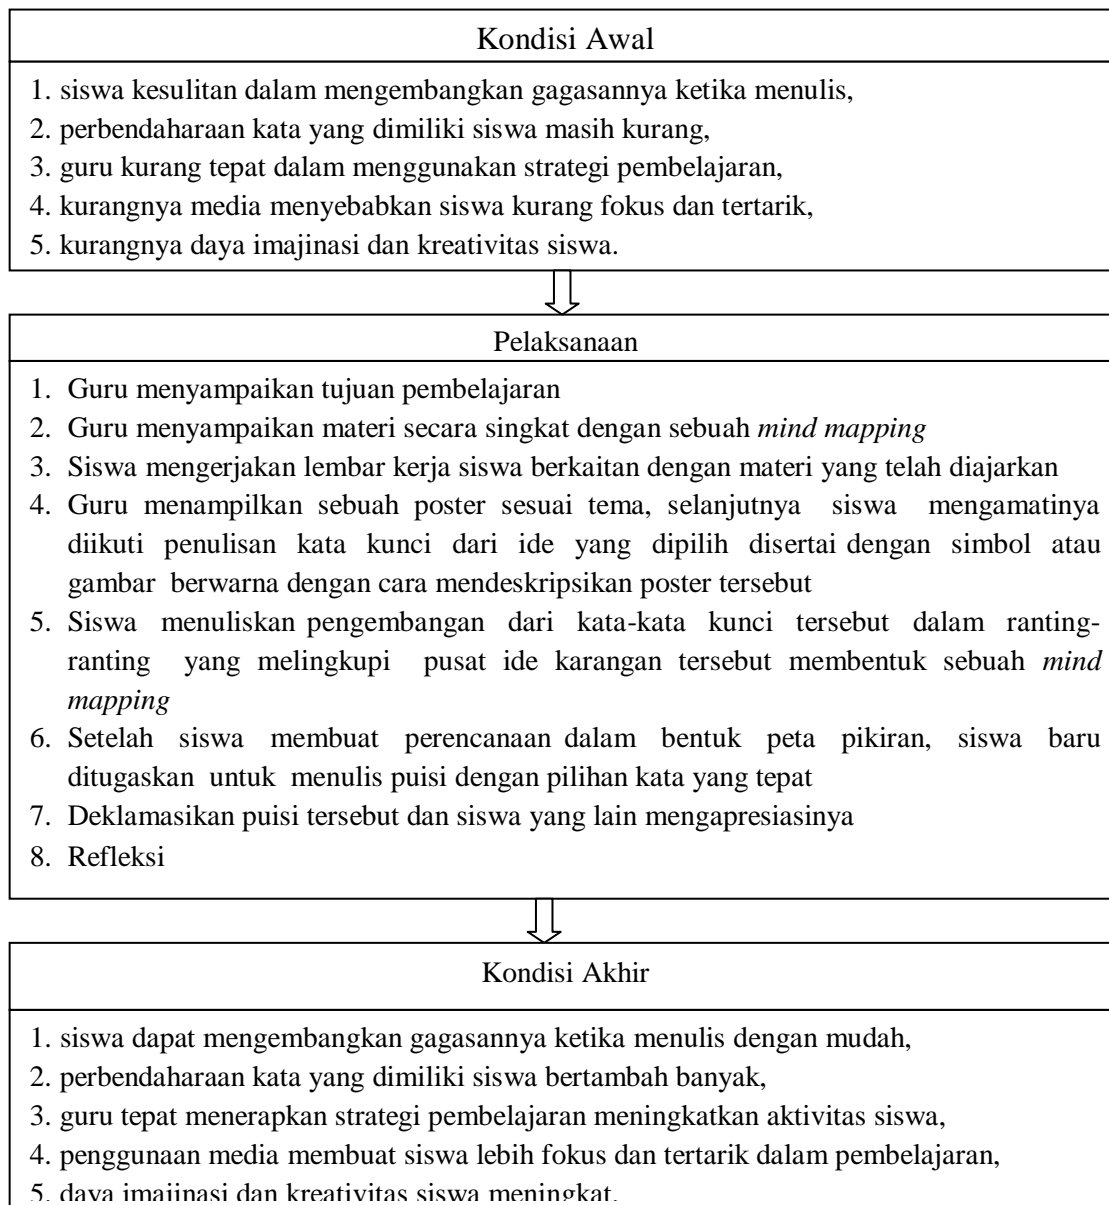 Kondisi Awal
1. siswa kesulitan dalam mengembangkan gagasannya ketika menulis,
2. perbendaharaan kata yang dimiliki siswa masih kurang,
3. guru kurang tepat dalam menggunakan strategi pembelajaran,
4. kurangnya media menyebabkan siswa kurang fokus dan tertarik,
5. kurangnya daya imajinasi dan kreativitas siswa.
Pelaksanaan
1. Guru menyampaikan tujuan pembelajaran
2. Guru menyampaikan materi secara singkat dengan sebuah mind mapping
3. Siswa mengerjakan lembar kerja siswa berkaitan dengan materi yang telah diajarkan
4. Guru menampilkan sebuah poster sesuai tema, selanjutnya siswa mengamatinya
diikuti penulisan kata kunci dari ide yang dipilih disertai dengan simbol atau
gambar berwarna dengan cara mendeskripsikan poster tersebut
5. Siswa menuliskan pengembangan dari kata-kata kunci tersebut dalam ranting-
ranting yang melingkupi pusat ide karangan tersebut membentuk sebuah mind
mapping
6. Setelah siswa membuat perencanaan dalam bentuk peta pikiran, siswa baru
ditugaskan untuk menulis puisi dengan pilihan kata yang tepat
7. Deklamasikan puisi tersebut dan siswa yang lain mengapresiasinya
8. Refleksi
Kondisi Akhir
1. siswa dapat mengembangkan gagasannya ketika menulis dengan mudah,
2. perbendaharaan kata yang dimiliki siswa bertambah banyak,
3. guru tepat menerapkan strategi pembelajaran meningkatkan aktivitas siswa,
4. penggunaan media membuat siswa lebih fokus dan tertarik dalam pembelajaran,
5. daya imajinasi dan kreativitas siswa meningkat.